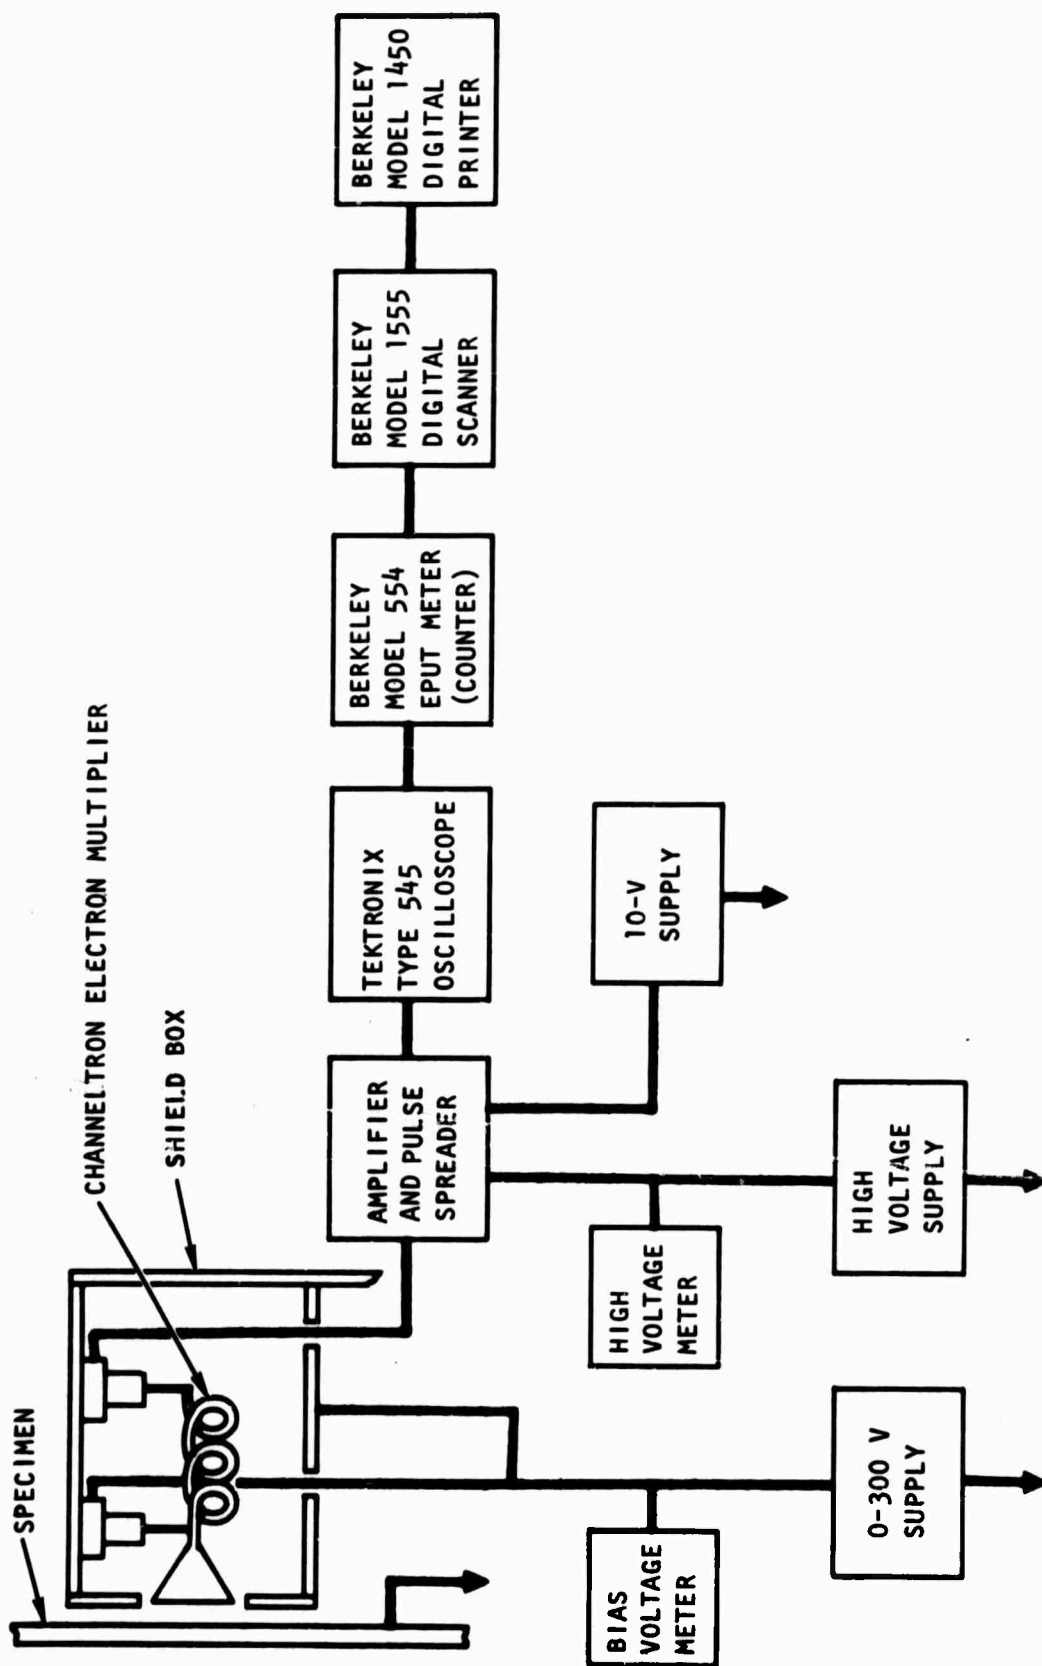 SPECIMEN
CHANNELTRON ELECTRON MULTIPLIER
SHIELD BOX
AMPLIFIER
AND PULSE
SPREADER
TEKTRONIX
TYPE 545
OSCILLOSCOPE
BERKELEY
MODEL 554
EPUT METER
(COUNTER)
BERKELEY
MODEL 1555
DIGITAL
SCANNER
BERKELEY
MODEL 1450
DIGITAL
PRINTER
BIAS
VOLTAGE
METER
HIGH
VOLTAGE
METER
10-V
SUPPLY
0-300 V
SUPPLY
HIGH
VOLTAGE
SUPPLY